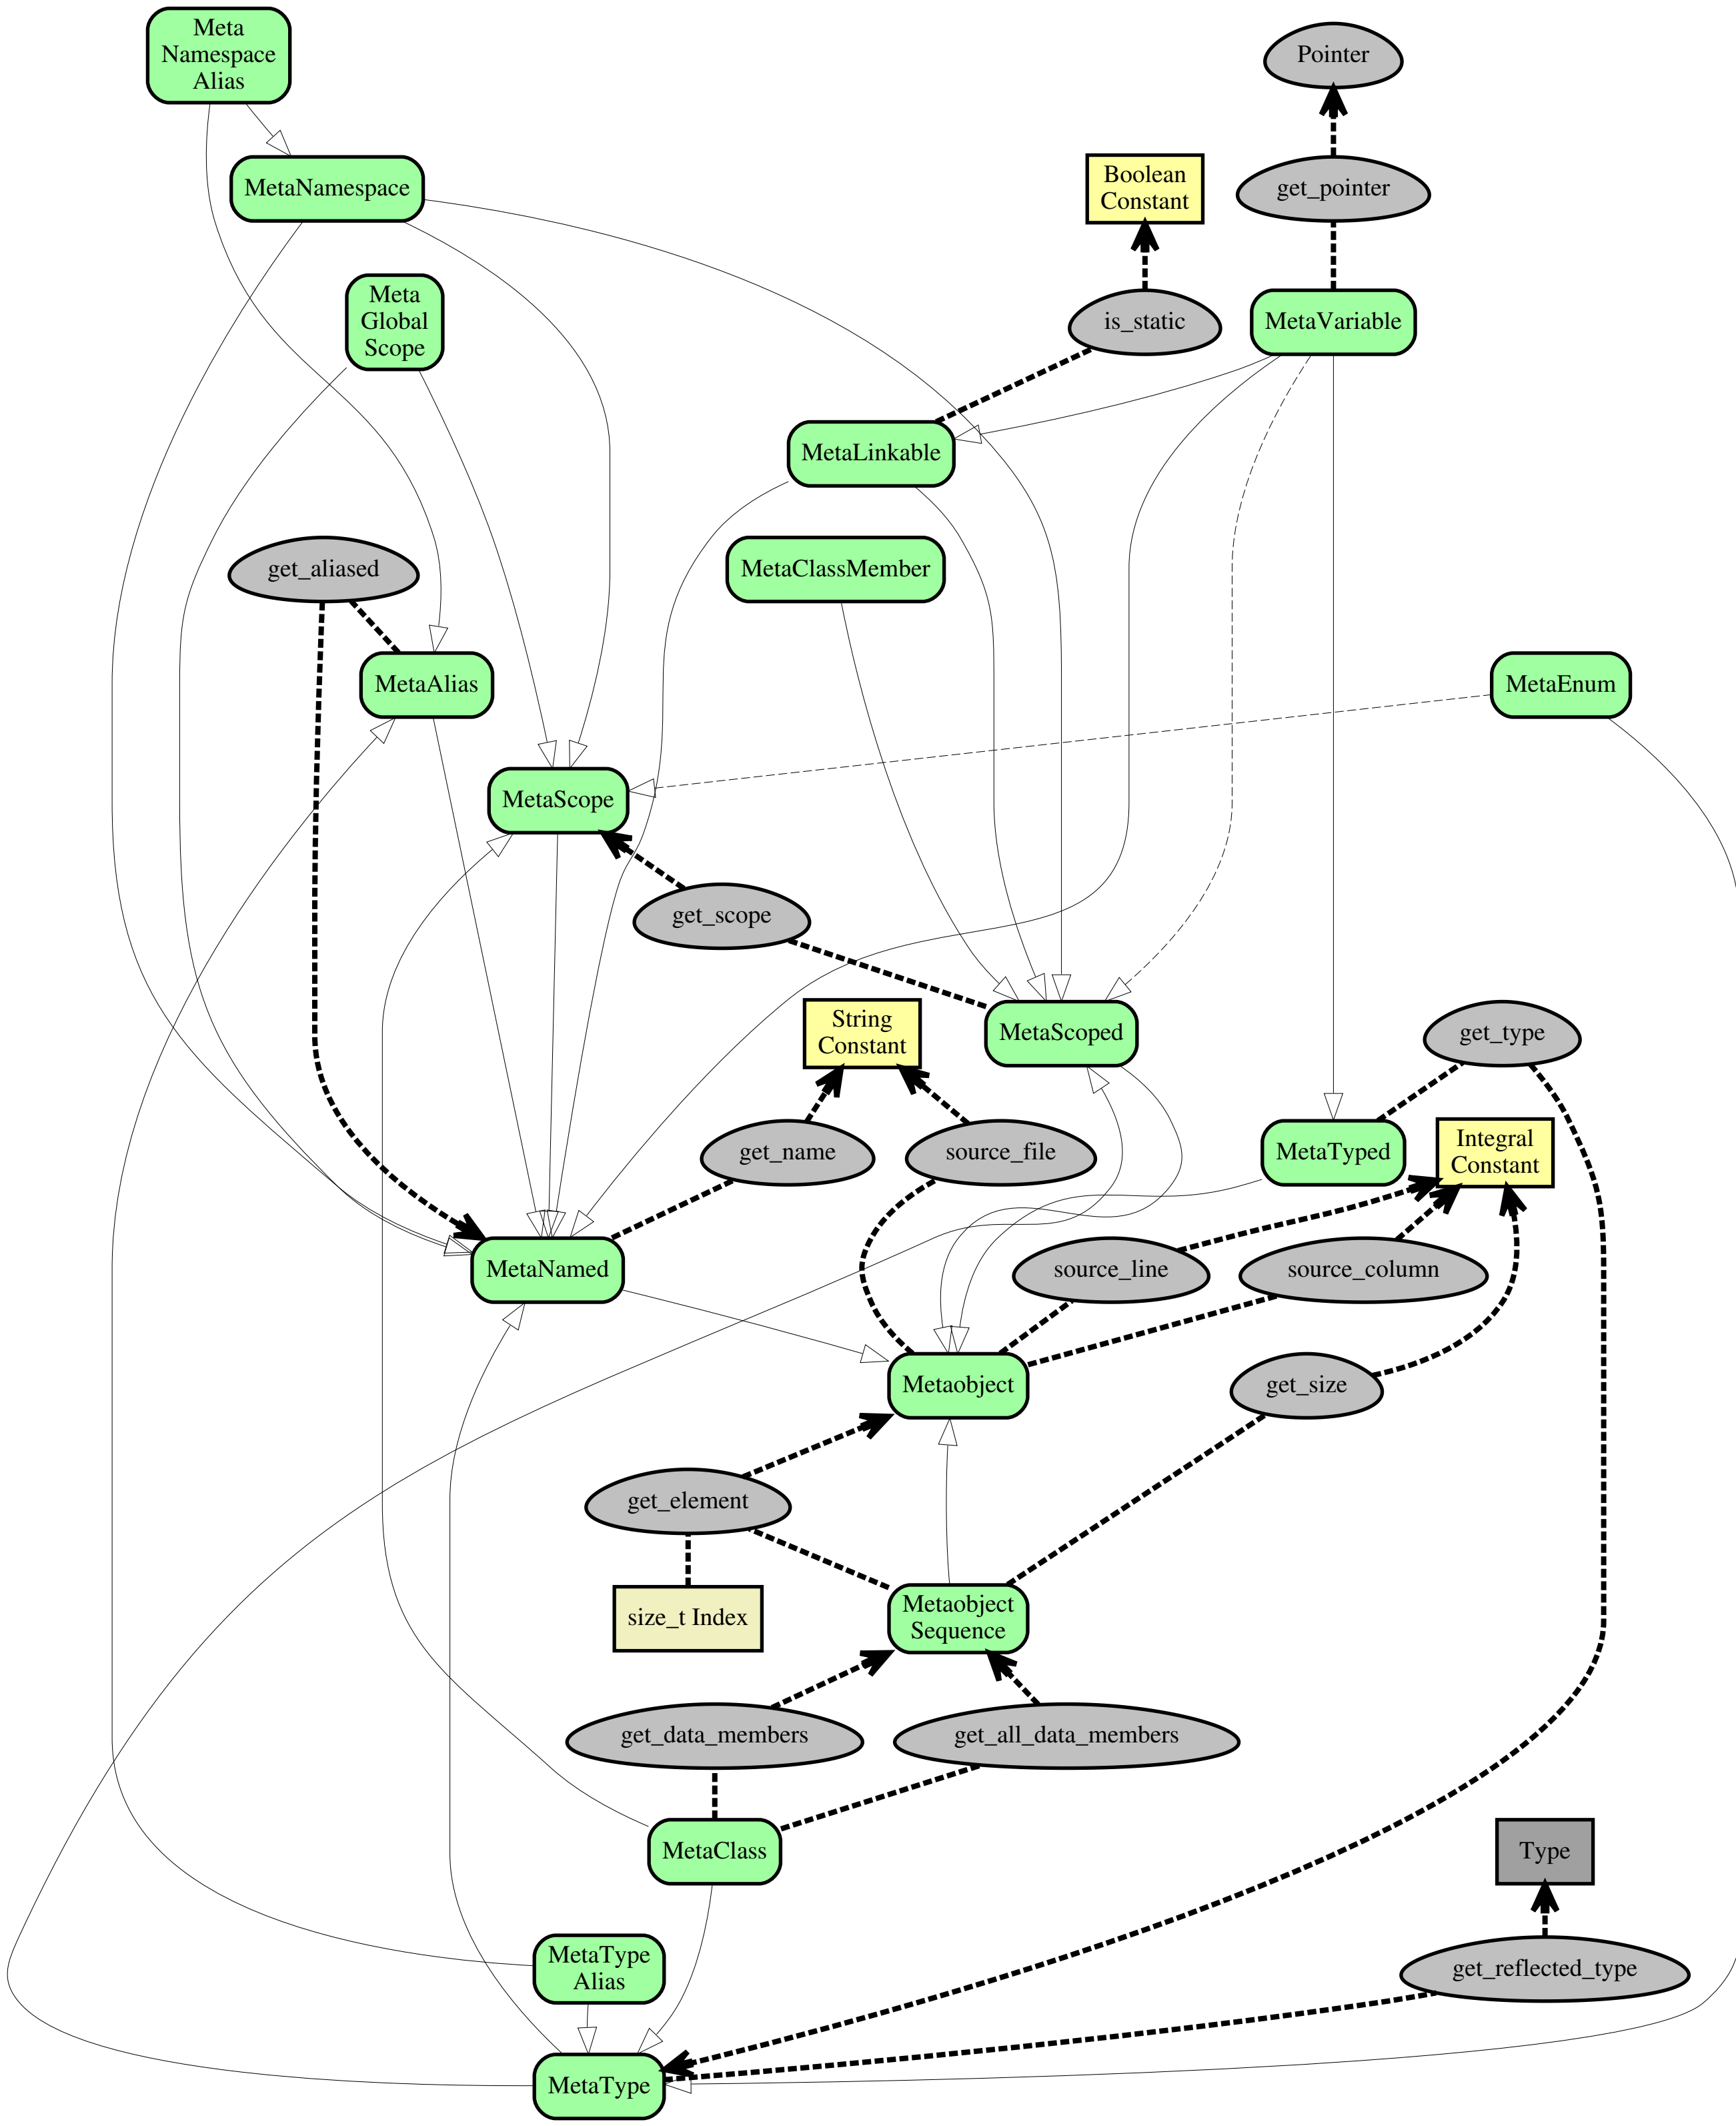 Meta
Namespace
Alias
Pointer
MetaNamespace
Boolean
Constant
get_pointer
Meta
Global
Scope
is_static
MetaVariable
MetaLinkable
get_aliased
MetaClassMember
MetaAlias
MetaEnum
MetaScope
get_scope
String
Constant
MetaScoped
get_type
get_name
source_file
MetaTyped
Integral
Constant
MetaNamed
source_line
source_column
Metaobject
get_size
get_element
size_t Index
Metaobject
Sequence
get_data_members
get_all_data_members
MetaClass
Type
MetaType
Alias
get_reflected_type
MetaType